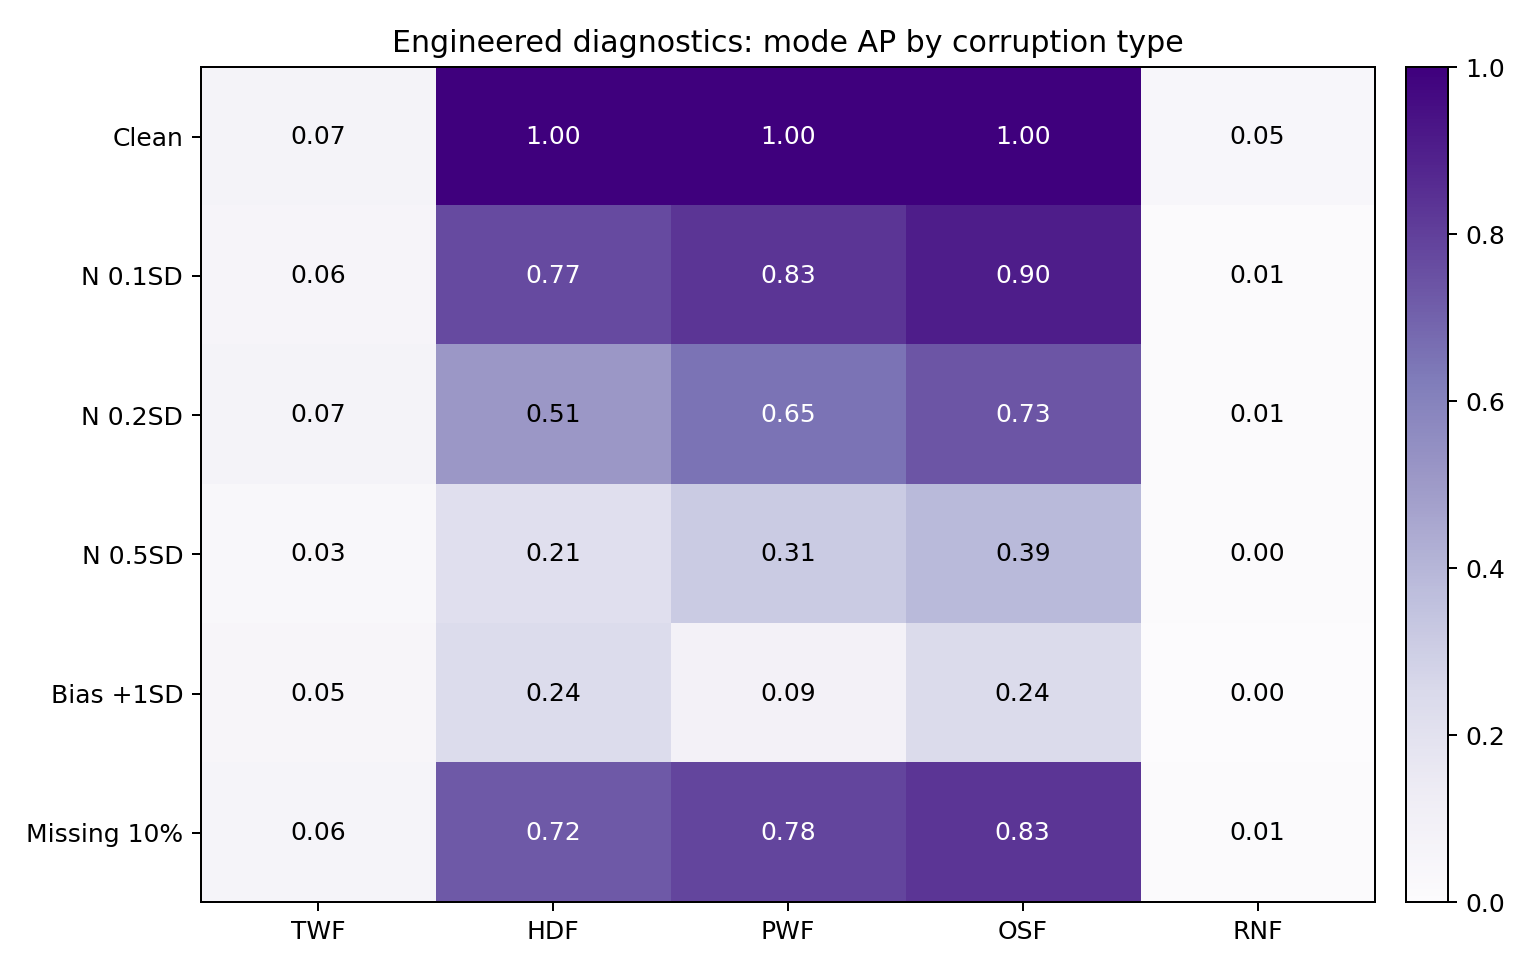 Engineered diagnostics: mode AP by corruption type
Clean 0.07 1.00 1.00 1.00 0.05
N 0.1SD 0.06 0.77 0.83 0.90 0.01
N 0.2SD 0.07 0.51 0.65 0.73 0.01
N 0.5SD 0.03 0.21 0.31 0.39 0.00
Bias +1SD 0.05 0.24 0.09 0.24 0.00
Missing 10% 0.06 0.72 0.78 0.83 0.01
TWF HDF PWF OSF RNF
1.0
0.8
0.6
0.4
0.2
0.0